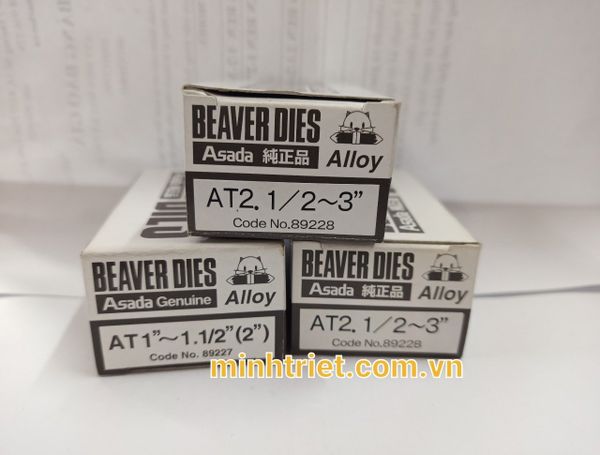 BEAVER DIES
Asada 純正品
Alloy
AT2. 1/2~3"
Code No.89228
BEAVER DIES
Asada Genuine
Alloy
AT1"~1.1/2"(2")
Code No. 89227
BEAVER DIES
Asada 純正品
Alloy
AT2. 1/2~3"
Code No.89228
minhtriet.com.vn